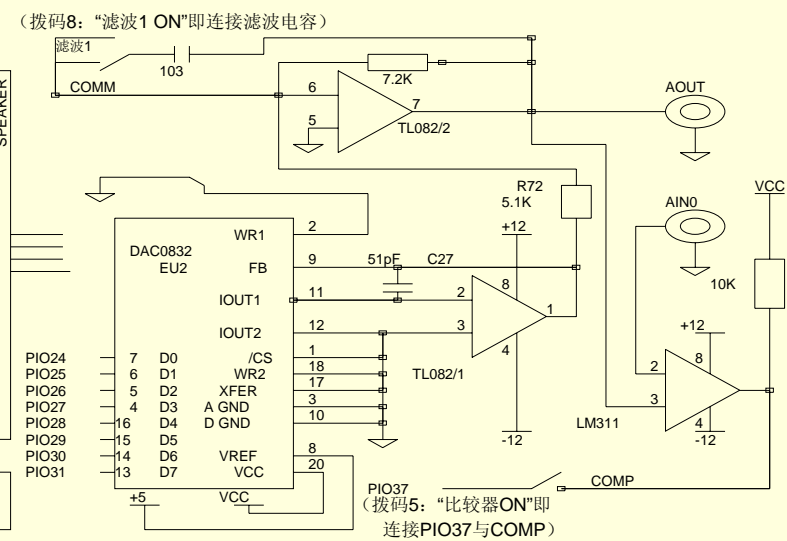 （拨码8：“滤波1 ON”即连接滤波电容）
滤波1
103
COMM
7.2K
6
7
5
TL082/2
AOUT
SPEAKER
R72
5.1K
VCC
AIN0
+12
WR1
2
DAC0832
EU2
FB
9
51pF
C27
8
10K
IOUT1
11
2
1
IOUT2
12
3
+12
4
/CS
1
TL082/1
2
8
PIO24
7
D0
PIO25
6
D1
WR2
18
PIO26
5
D2
XFER
17
PIO27
4
D3
A GND
3
3
PIO28
16
D4
D GND
10
LM311
4
-12
-12
PIO29
15
D5
PIO30
14
D6
VREF
8
PIO31
13
D7
VCC
20
+5
VCC
PIO37
COMP
（拨码5：“比较器ON”即
连接PIO37与COMP）